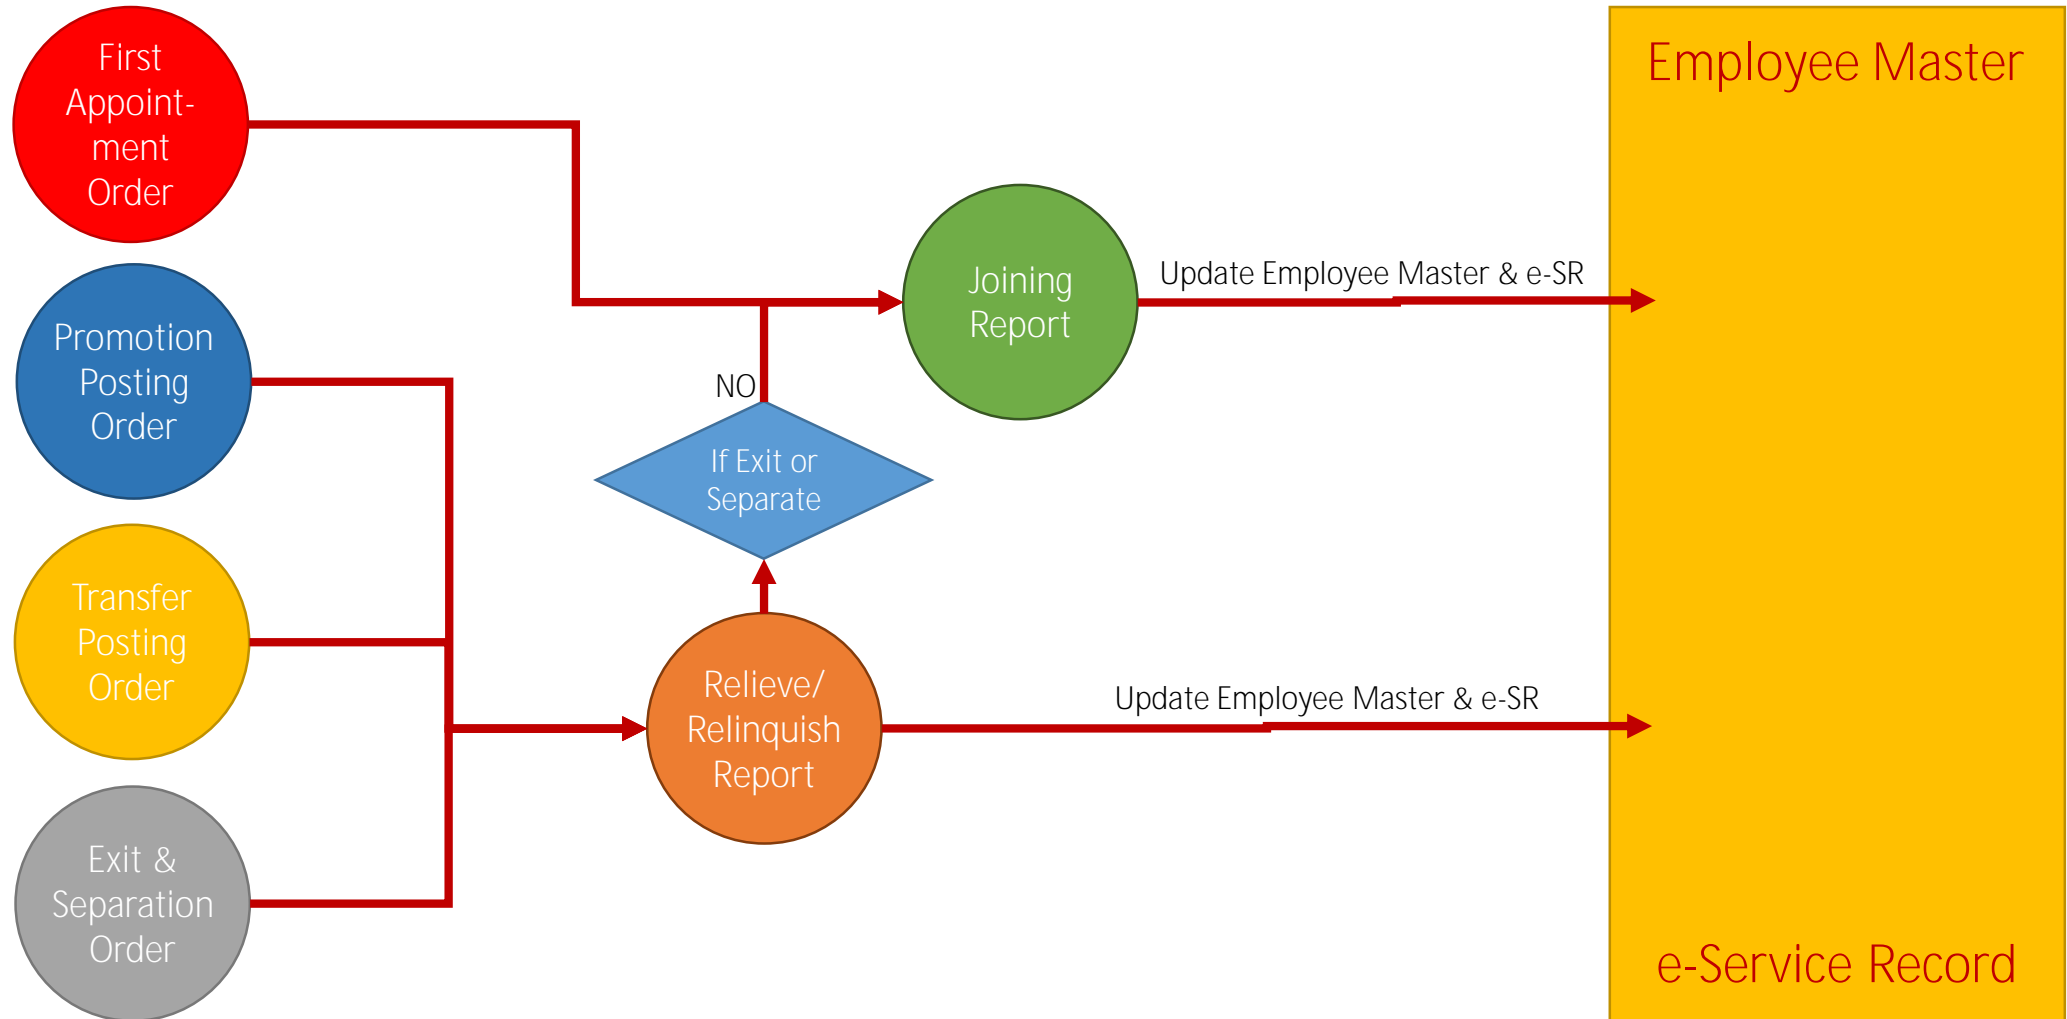 First
Appoint-
ment
Order
Employee Master
Promotion
Posting
Order
Joining
Report
Update Employee Master & e-SR
NO
If Exit or
Separate
Transfer
Posting
Order
Relieve/
Relinquish
Report
Update Employee Master & e-SR
Exit &
Separation
Order
e-Service Record